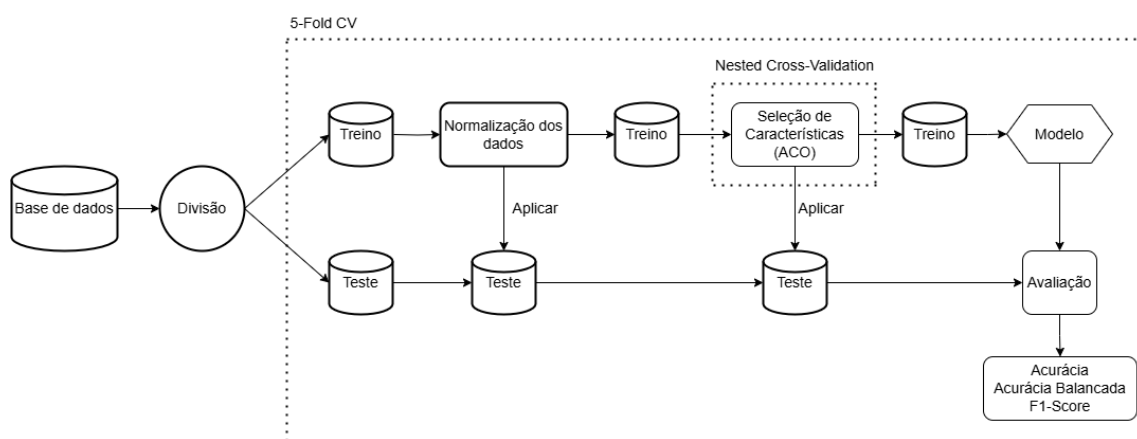 5-Fold CV
Nested Cross-Validation
Treino
Normalização dos
dados
Treino
Seleção de
Características
(ACO)
Treino
Modelo
Base de dados
Divisão
Aplicar
Aplicar
Teste
Teste
Teste
Avaliação
Acurácia
Acurácia Balancada
F1-Score